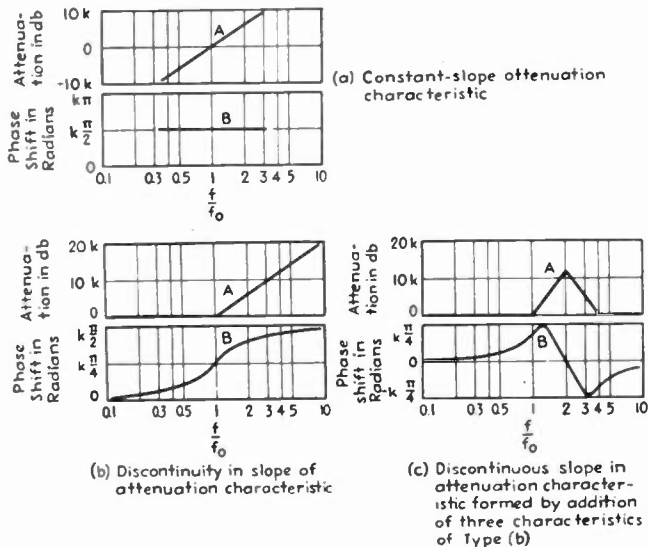 10 k
0
-10 k
Attenua-
tion in db
A
(a) Constant-slope attenuation
characteristic
kπ
k π/2
0
Phase
Shift in
Radians
B
0.1 0.3 0.5 1 2 3 4 5 10
f/f₀
20 k
10 k
0
Attenua-
tion in db
A
k π/2
k π/4
0
Phase
Shift in
Radians
B
0.1 0.3 0.5 1 2 3 4 5 10
f/f₀
(b) Discontinuity in slope of
attenuation characteristic
20 k
10 k
0
Attenua-
tion in db
A
k π/4
0
k π/4
Phase
shift in
Radians
B
0.1 0.3 0.5 1 2 3 4 5 10
f/f₀
(c) Discontinuous slope in
attenuation character-
istic formed by addition
of three characteristics
of Type (b)